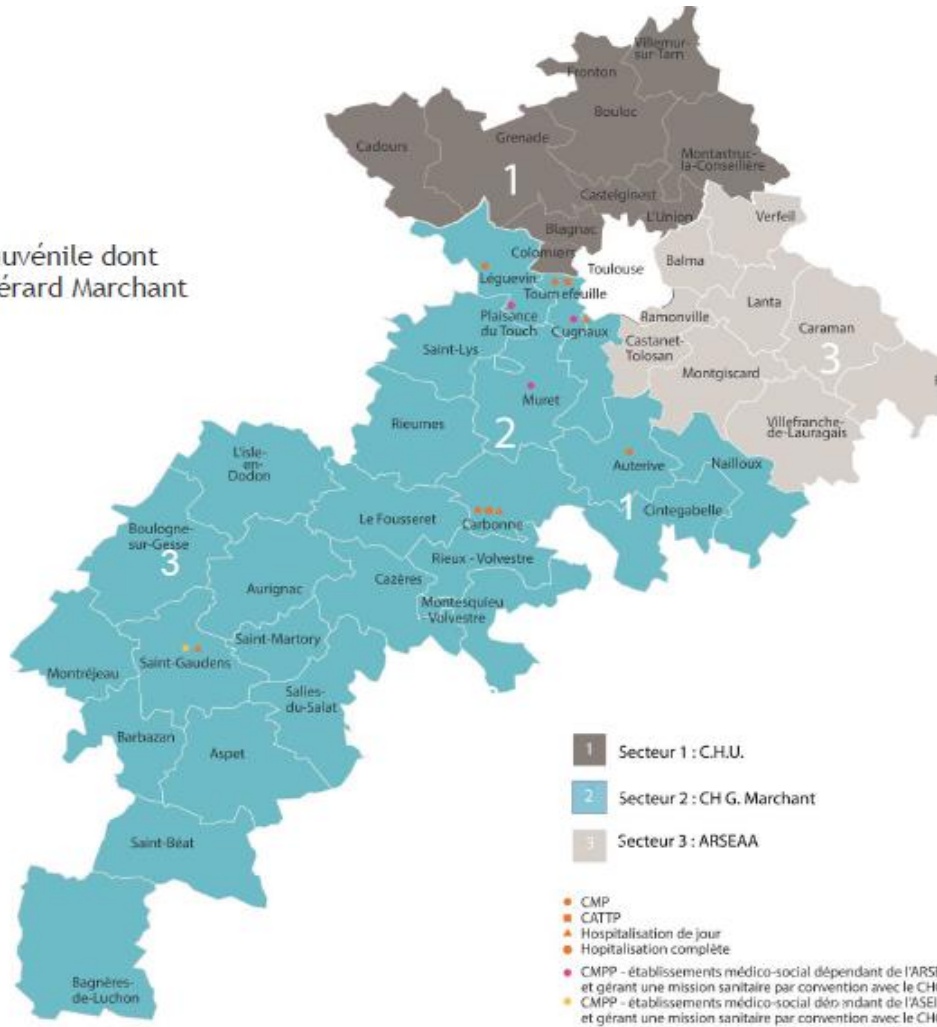 Villemur-
sur-Tarn
Fronton
Bouloc
Grenade
Cadours
Montastruc-
la-Conseillère
1
Castelginest
L'Union
Verfeil
Blagnac
uvénile dont
érard Marchant
Colomiers
Toulouse
Balma
Léguevin
Tournefeuille
Lanta
Plaisance
du Touch
Cugnaux
Ramonville
Caraman
Saint-Lys
Castanet-
Tolosan
3
Montgiscard
Muret
Rieumes
2
Villefranche-
de-Lauragais
L'isle-
en-
Dodon
Auterive
Nailloux
Le Fousseret
Carbonne
1
Cintegabelle
Boulogne-
sur-Gesse
3
Rieux - Volvestre
Aurignac
Cazères
Montesquieu
-Volvestre
Saint-Martory
Saint-Gaudens
Montréjeau
Salies-
du-Salat
Barbazan
Aspet
Saint-Béat
Bagnères-
de-Luchon
1 Secteur 1 : C.H.U.
2 Secteur 2 : CH G. Marchant
3 Secteur 3 : ARSEAA
CMP
CATTP
Hospitalisation de jour
Hopitalisation complète
CMPP - établissements médico-social dépendant de l'ARSE
et gérant une mission sanitaire par convention avec le CHG
CMPP - établissements médico-social dépendant de l'ASEI
et gérant une mission sanitaire par convention avec le CHG